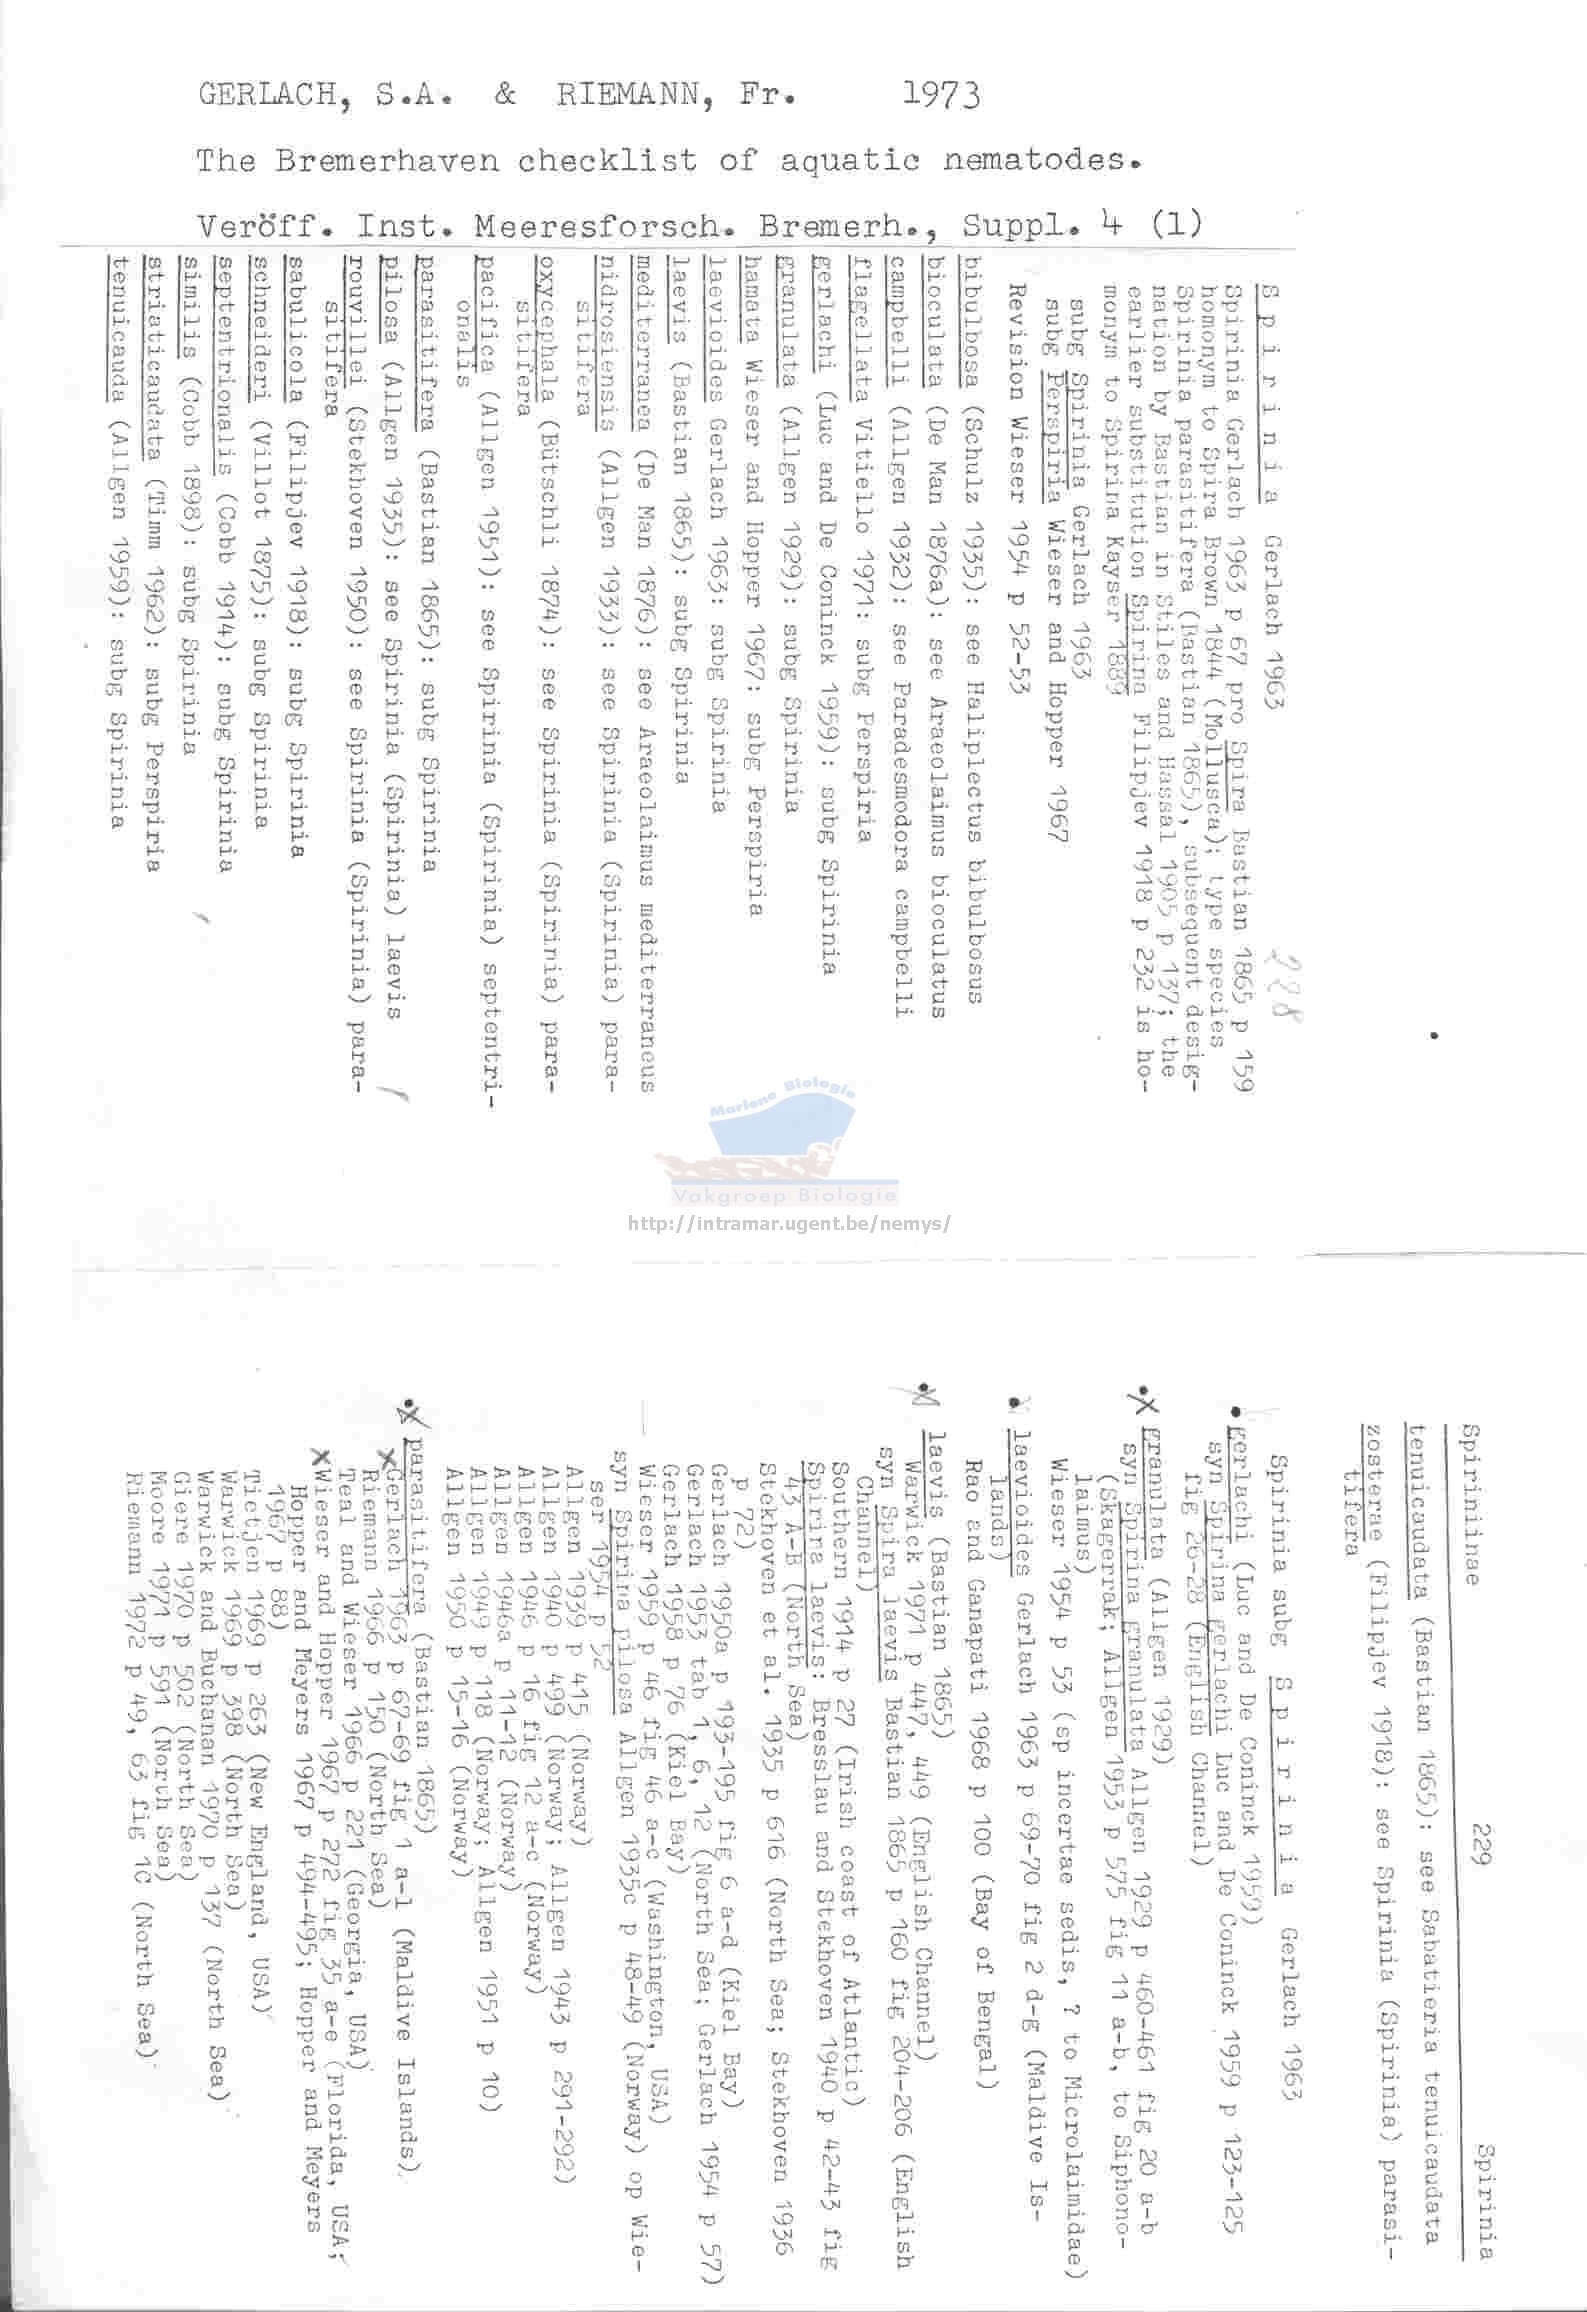 GERLACH, S.A. & RIEMANN, Fr. 1973
The Bremerhaven checklist of aquatic nematodes.
Veröff. Inst. Meeresforsch. Bremerh., Suppl. 4 (1)
228
S p i r i n i a Gerlach 1963
Spirinia Gerlach 1963 p 67 pro Spira Bastian 1865 p 159
homonym to Spira Brown 1844 (Mollusca); type species
Spirinia parasitifera (Bastian 1865), subsequent desig-
nation by Bastian in Stiles and Hassal 1905 p 137; the
earlier substitution Spirina Filipjev 1918 p 232 is ho-
monym to Spirina Kayser 1889
subg Spirinia Gerlach 1963
subg Perspiria Wieser and Hopper 1967
Revision Wieser 1954 p 52-53
bibulbosa (Schulz 1935): see Haliplectus bibulbosus
bioculata (De Man 1876a): see Araeolaimus bioculatus
campbelli (Allgen 1932): see Paradesmodora campbelli
flagellata Vitiello 1971: subg Perspiria
gerlachi (Luc and De Coninck 1959): subg Spirinia
granulata (Allgen 1929): subg Spirinia
hamata Wieser and Hopper 1967: subg Perspiria
laevioides Gerlach 1963: subg Spirinia
laevis (Bastian 1865): subg Spirinia
mediterranea (De Man 1876): see Araeolaimus mediterraneus
nidrosiensis (Allgen 1933): see Spirinia (Spirinia) para-
sitifera
oxycephala (Bütschli 1874): see Spirinia (Spirinia) para-
sitifera
pacifica (Allgen 1951): see Spirinia (Spirinia) septentri-
onalis
parasitifera (Bastian 1865): subg Spirinia
pilosa (Allgen 1935): see Spirinia (Spirinia) laevis
rouvillei (Stekhoven 1950): see Spirinia (Spirinia) para-
sitifera
sabulicola (Filipjev 1918): subg Spirinia
schneideri (Villot 1875): subg Spirinia
septentrionalis (Cobb 1914): subg Spirinia
similis (Cobb 1898): subg Spirinia
striaticaudata (Timm 1962): subg Perspiria
tenuicauda (Allgen 1959): subg Spirinia
Mariene Biologie
Vakgroep Biologie
http://intramar.ugent.be/nemys/
Spiriniinae 229 Spirinia
tenuicaudata (Bastian 1865): see Sabatieria tenuicaudata
zosterae (Filipjev 1918): see Spirinia (Spirinia) parasi-
tifera
Spirinia subg S p i r i n i a Gerlach 1963
gerlachi (Luc and De Coninck 1959)
syn Spirina gerlachi Luc and De Coninck 1959 p 123-125
fig 26-28 (English Channel)
granulata (Allgen 1929)
syn Spirina granulata Allgen 1929 p 460-461 fig 20 a-b
(Skagerrak; Allgen 1953 p 575 fig 11 a-b, to Siphono-
laimus)
Wieser 1954 p 53 (sp incertae sedis, ? to Microlaimidae)
laevioides Gerlach 1963 p 69-70 fig 2 d-g (Maldive Is-
lands)
Rao and Ganapati 1968 p 100 (Bay of Bengal)
laevis (Bastian 1865)
Warwick 1971 p 447, 449 (English Channel)
syn Spira laevis Bastian 1865 p 160 fig 204-206 (English
Channel)
Southern 1914 p 27 (Irish coast of Atlantic)
Spirira laevis: Bresslau and Stekhoven 1940 p 42-43 fig
43 A-B (North Sea)
Stekhoven et al. 1935 p 616 (North Sea; Stekhoven 1936
p 72)
Gerlach 1950a p 193-195 fig 6 a-d (Kiel Bay)
Gerlach 1953 tab 1, 6, 12 (North Sea; Gerlach 1954 p 57)
Gerlach 1958 p 76 (Kiel Bay)
Wieser 1959 p 46 fig 46 a-c (Washington, USA)
syn Spirina pilosa Allgen 1935c p 48-49 (Norway) op Wie-
ser 1954 p 52
Allgen 1939 p 415 (Norway)
Allgen 1940 p 499 (Norway; Allgen 1943 p 291-292)
Allgen 1946 p 16 fig 12 a-c (Norway)
Allgen 1946a p 11-12 (Norway)
Allgen 1949 p 118 (Norway; Allgen 1951 p 10)
Allgen 1950 p 15-16 (Norway)
parasitifera (Bastian 1865)
Gerlach 1963 p 67-69 fig 1 a-l (Maldive Islands)
Riemann 1966 p 150 (North Sea)
Teal and Wieser 1966 p 221 (Georgia, USA)
Wieser and Hopper 1967 p 272 fig 35 a-e (Florida, USA;
Hopper and Meyers 1967 p 494-495; Hopper and Meyers
1967 p 88)
Tietjen 1969 p 263 (New England, USA)
Warwick 1969 p 398 (North Sea)
Warwick and Buchanan 1970 p 137 (North Sea)
Giere 1970 p 502 (North Sea)
Moore 1971 p 591 (North Sea)
Riemann 1972 p 49, 63 fig 1C (North Sea)